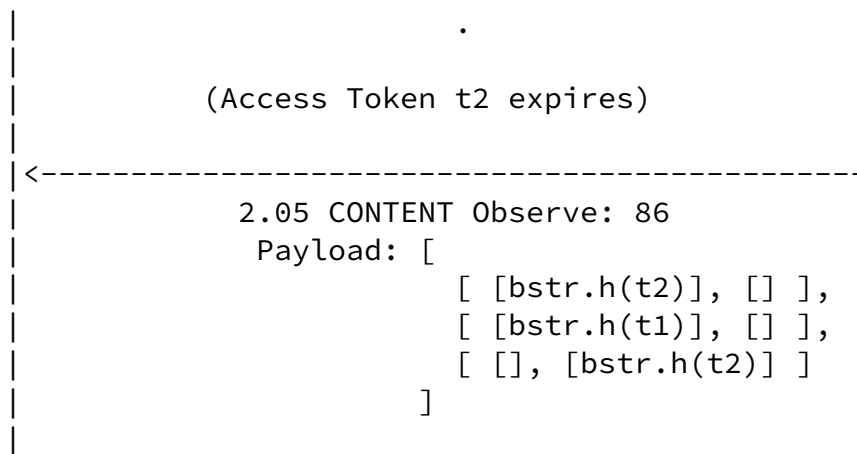 |                         .
|
|           (Access Token t2 expires)
|
|<----------------------------------------------
|             2.05 CONTENT Observe: 86
|              Payload: [
|                         [ [bstr.h(t2)], [] ],
|                         [ [bstr.h(t1)], [] ],
|                         [ [], [bstr.h(t2)] ]
|                       ]
|